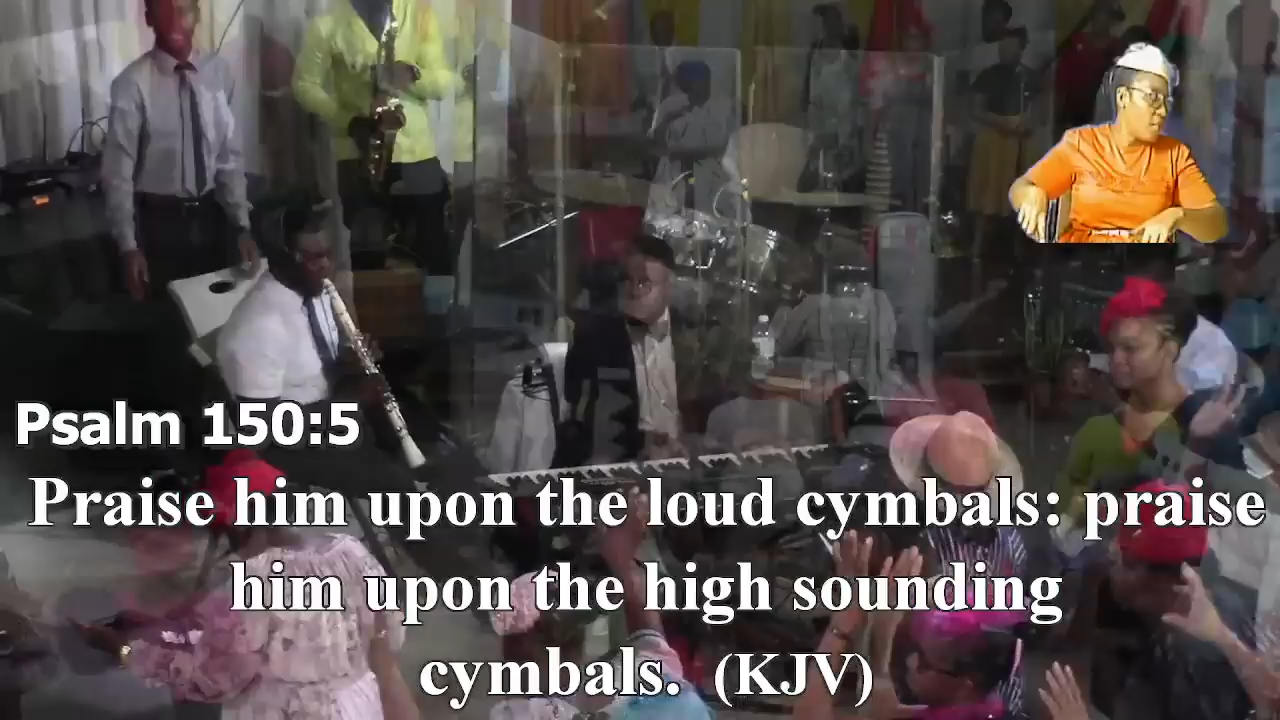 Psalm 150:5
Praise him upon the loud cymbals: praise
him upon the high sounding
cymbals. (KJV)